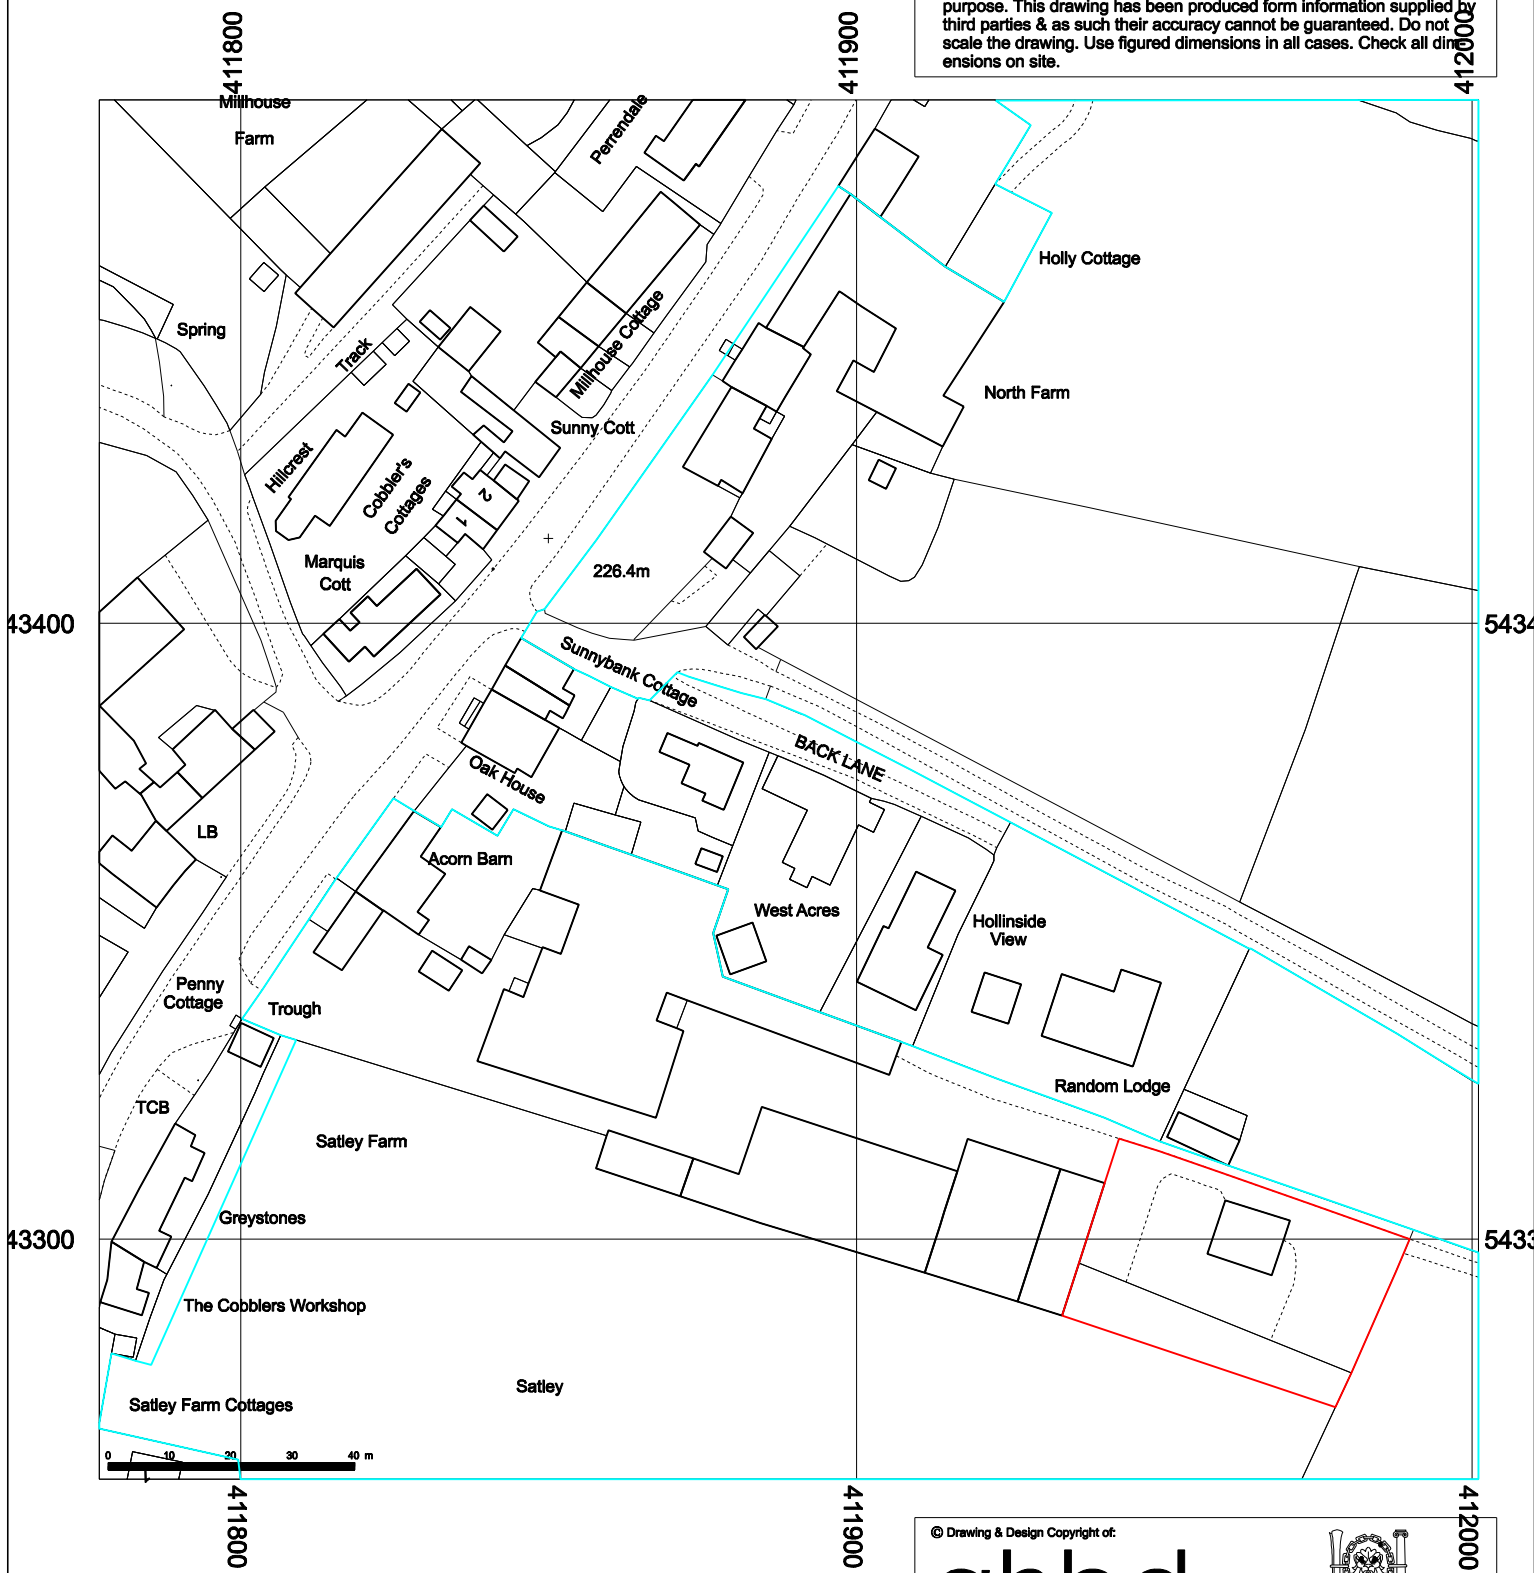 purpose. This drawing has been produced form information supplied by
third parties & as such their accuracy cannot be guaranteed. Do not
scale the drawing. Use figured dimensions in all cases. Check all dim-
ensions on site.
411800
411900
412000
Millhouse
Farm
Perrendale
Holly Cottage
Spring
Track
Millhouse Cottage
North Farm
Sunny Cott
Hillcrest
Cobbler's
Cottages
2
1
Marquis
Cott
226.4m
43400
5434
Sunnybank Cottage
BACK LANE
Oak House
LB
Acorn Barn
West Acres
Hollinside
View
Penny
Cottage
Trough
Random Lodge
TCB
Satley Farm
Greystones
43300
5433
The Cobblers Workshop
Satley
Satley Farm Cottages
0 10 20 30 40 m
1
411800
411900
412000
© Drawing & Design Copyright of: